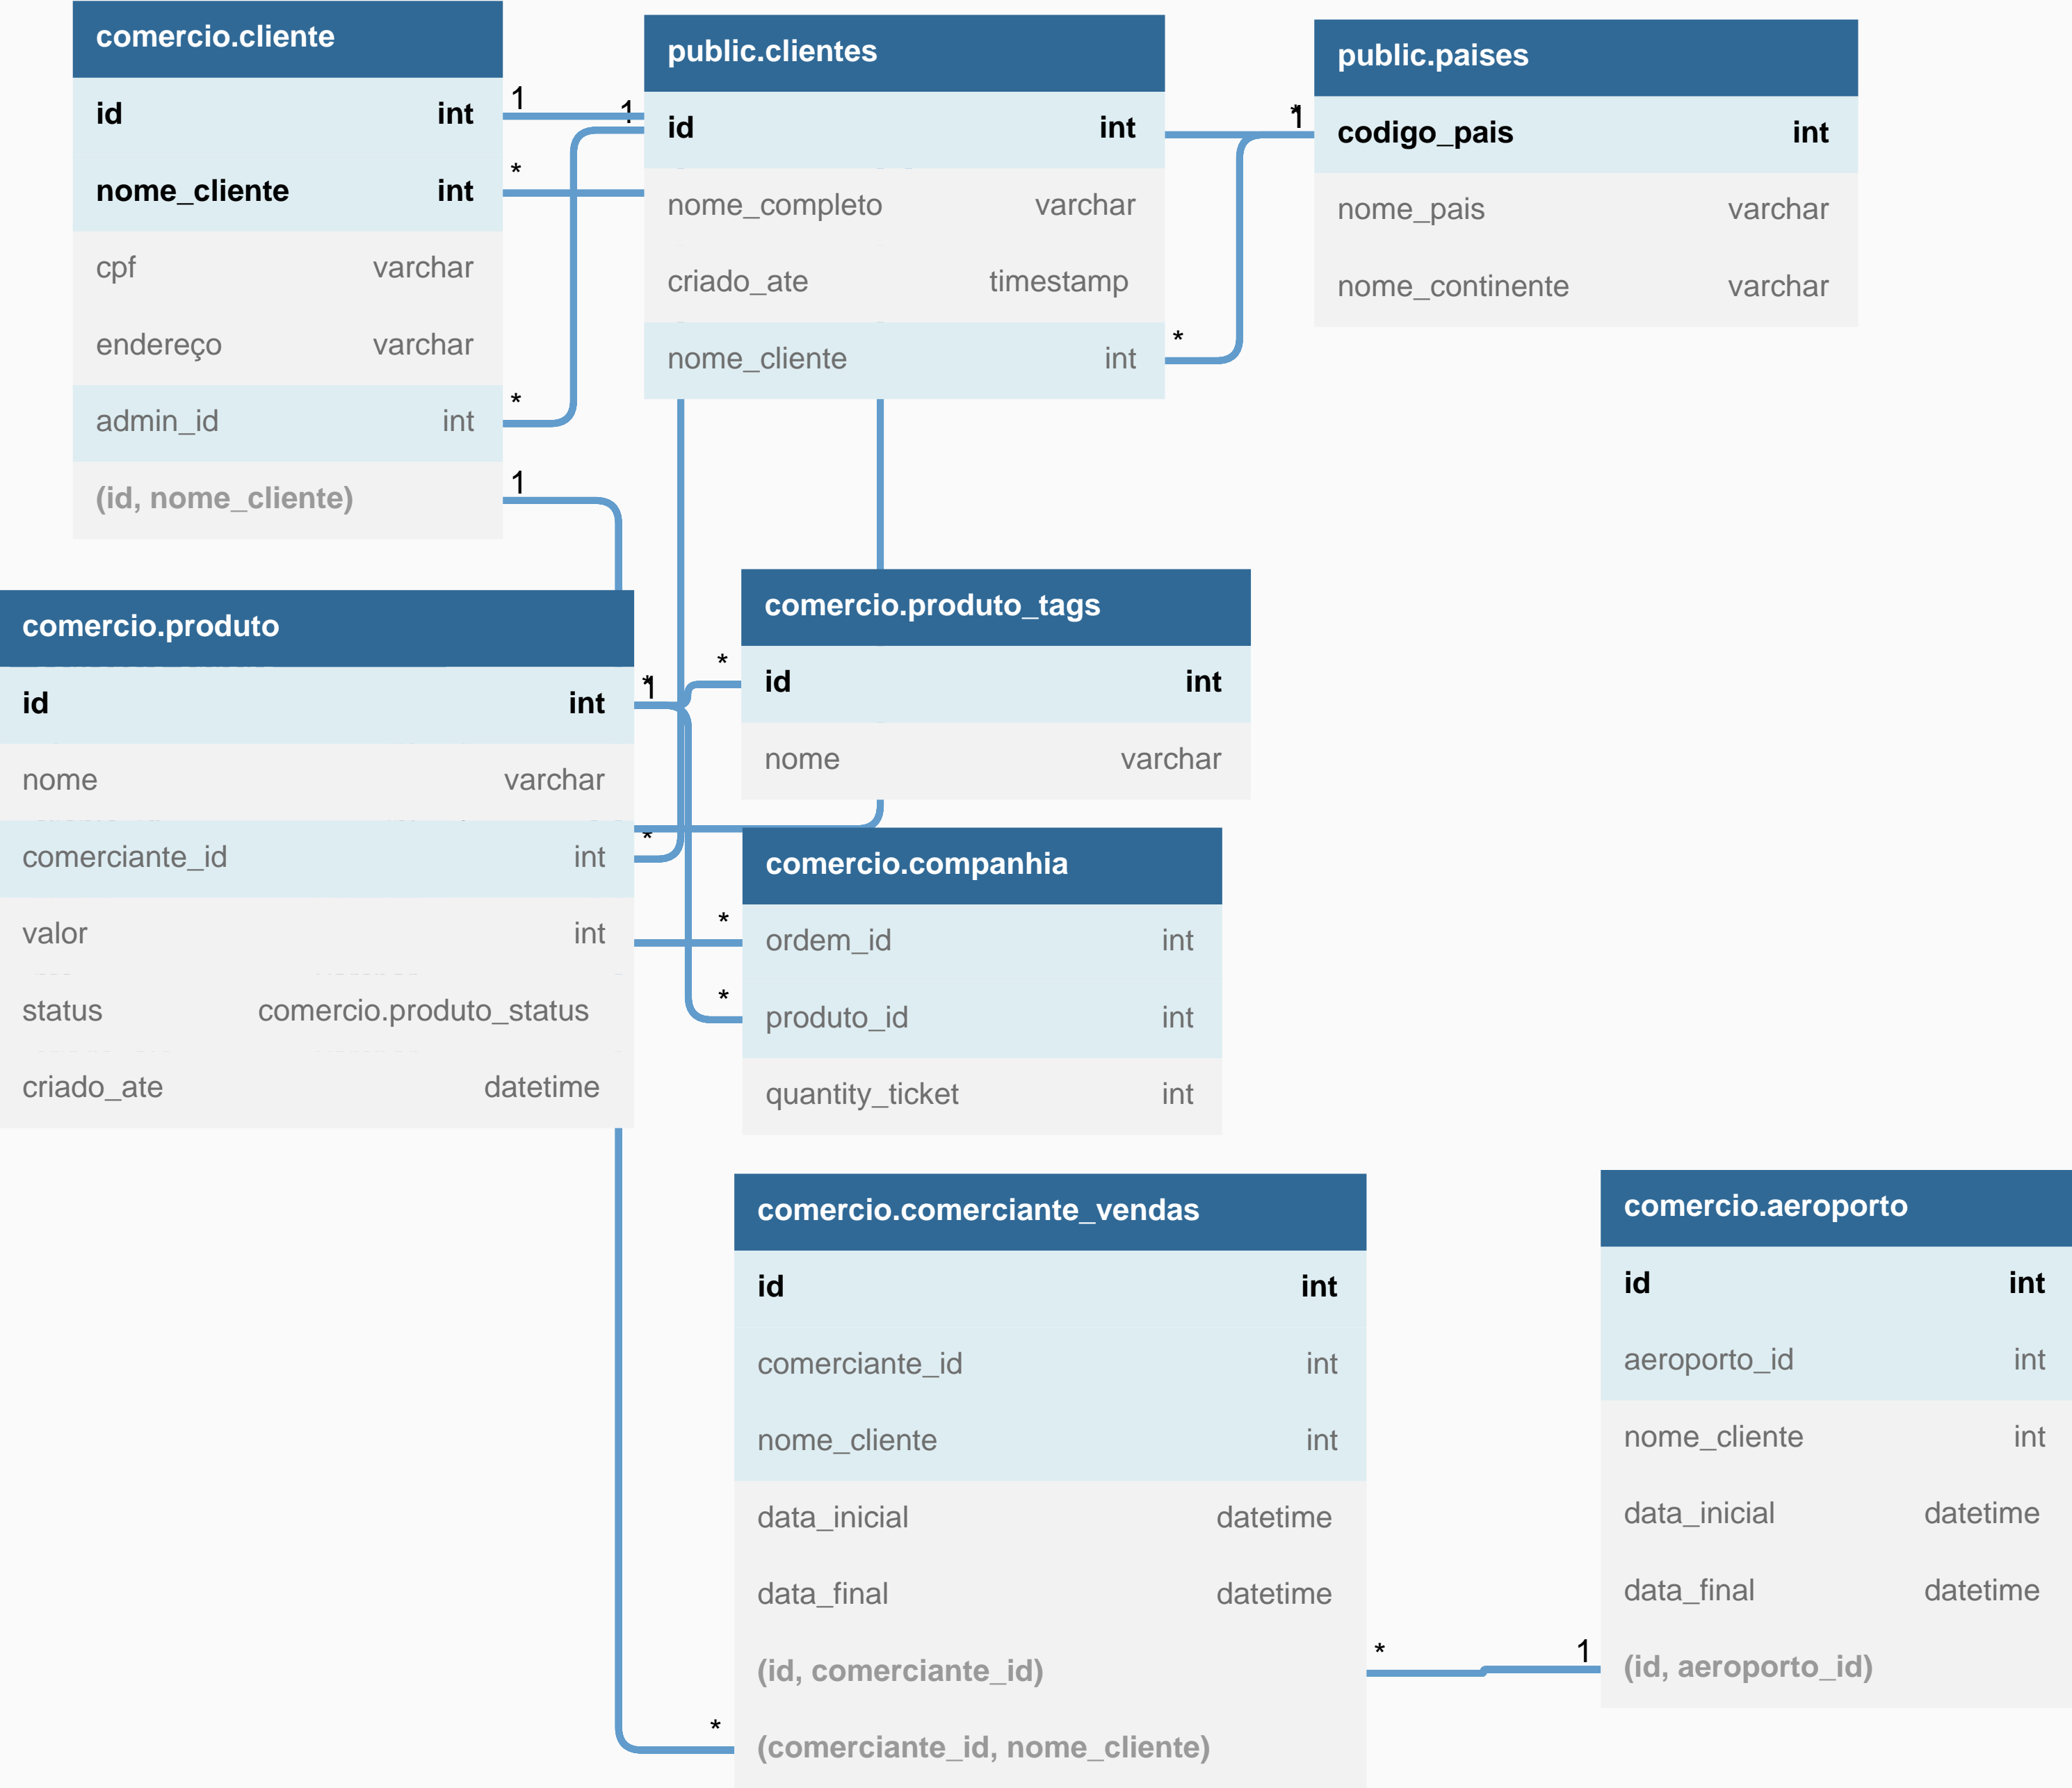 comercio.cliente
id int
nome_cliente int
cpf varchar
endereço varchar
admin_id int
(id, nome_cliente)
1
*
*
1
1
public.clientes
id int
nome_completo varchar
criado_ate timestamp
nome_cliente int
*
1
*
public.paises
codigo_pais int
nome_pais varchar
nome_continente varchar
comercio.produto
id int
nome varchar
comerciante_id int
valor int
status comercio.produto_status
criado_ate datetime
*
1
*
*
comercio.produto_tags
id int
nome varchar
*
*
comercio.companhia
ordem_id int
produto_id int
quantity_ticket int
comercio.comerciante_vendas
id int
comerciante_id int
nome_cliente int
data_inicial datetime
data_final datetime
(id, comerciante_id)
(comerciante_id, nome_cliente)
*
*
1
comercio.aeroporto
id int
aeroporto_id int
nome_cliente int
data_inicial datetime
data_final datetime
(id, aeroporto_id)